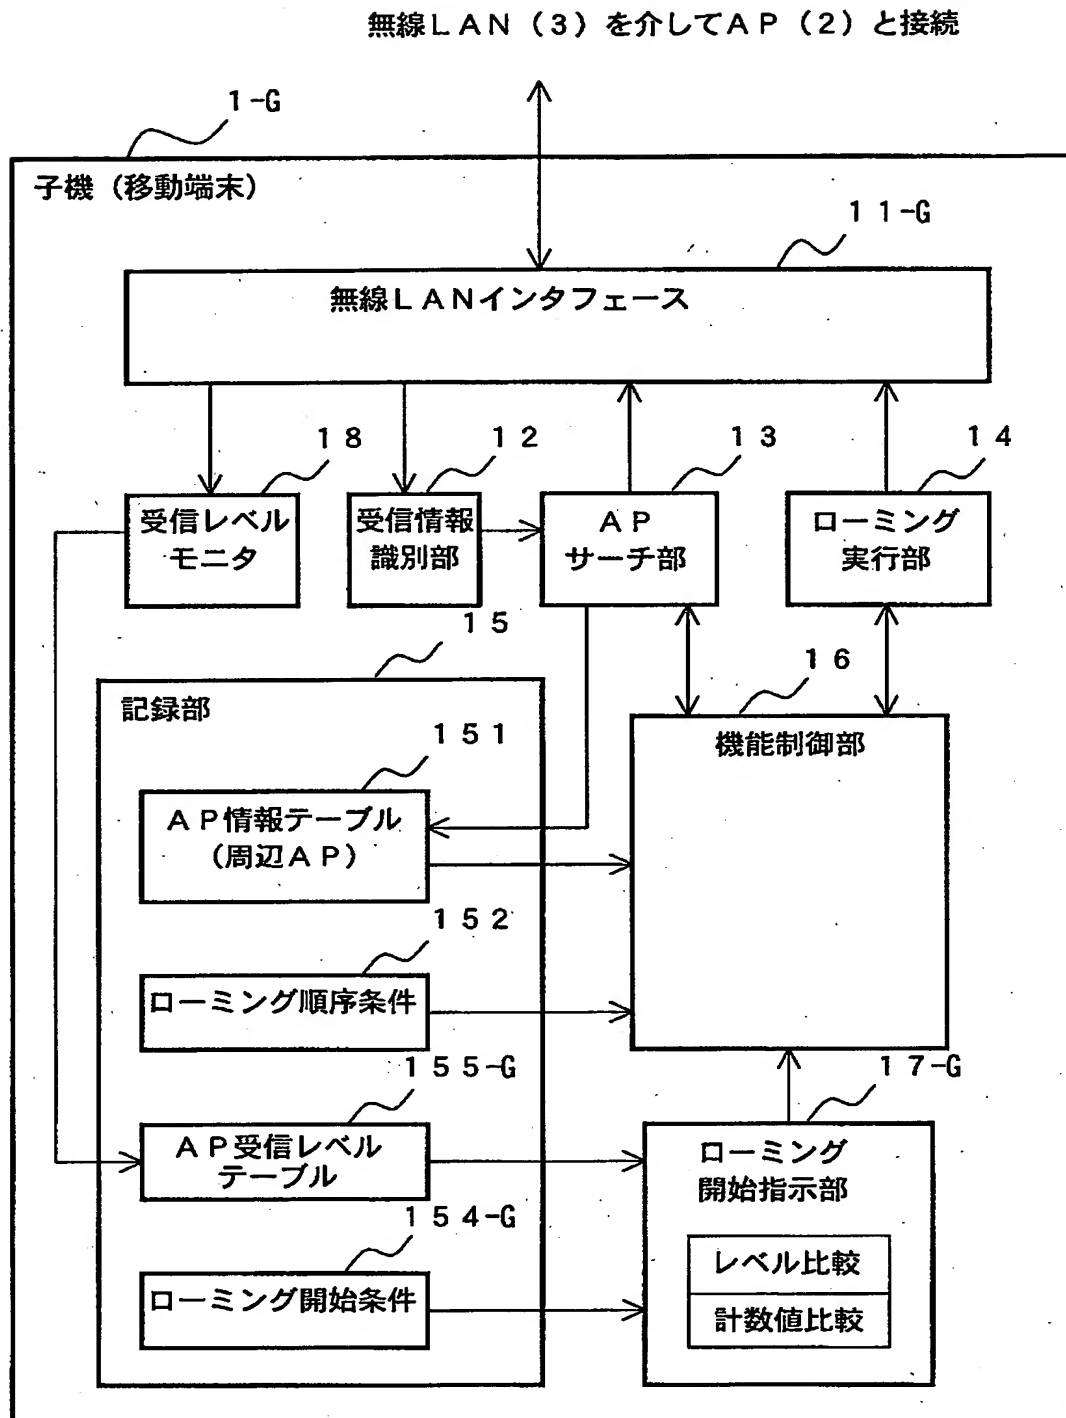 無線ＬＡＮ（３）を介してＡＰ（２）と接続
1-G
子機（移動端末）
１１-G
無線ＬＡＮインタフェース
１８
１２
１３
１４
受信レベル
モニタ
受信情報
識別部
ＡＰ
サーチ部
ローミング
実行部
１５
１６
記録部
機能制御部
１５１
ＡＰ情報テーブル
（周辺ＡＰ）
１５２
ローミング順序条件
１５５-G
１７-G
ＡＰ受信レベル
テーブル
ローミング
開始指示部
１５４-G
ローミング開始条件
レベル比較
計数値比較